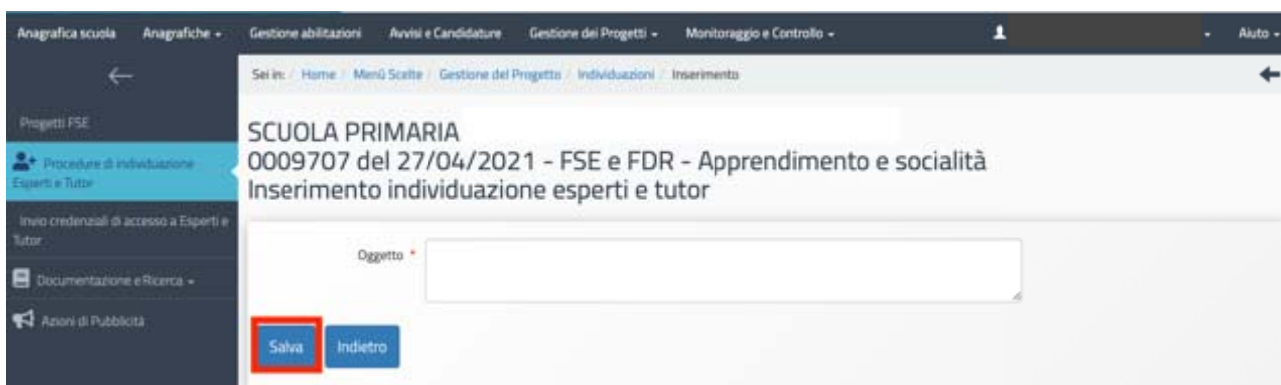 Anagrafica scuola Anagrafiche Gestione abilitazioni Avvisi e Candidature Gestione dei Progetti Monitoraggio e Controllo Aiuto
Sei in: / Home / Menù Scelte / Gestione del Progetto / Individuazioni / Inserimento
Progetti FSE
Procedure di individuazione
Esperti e Tutor
Invio credenziali di accesso a Esperti e
Tutor
Documentazione e Ricerca
Azioni di Pubblicità
SCUOLA PRIMARIA
0009707 del 27/04/2021 - FSE e FDR - Apprendimento e socialità
Inserimento individuazione esperti e tutor
Oggetto *
Salva Indietro